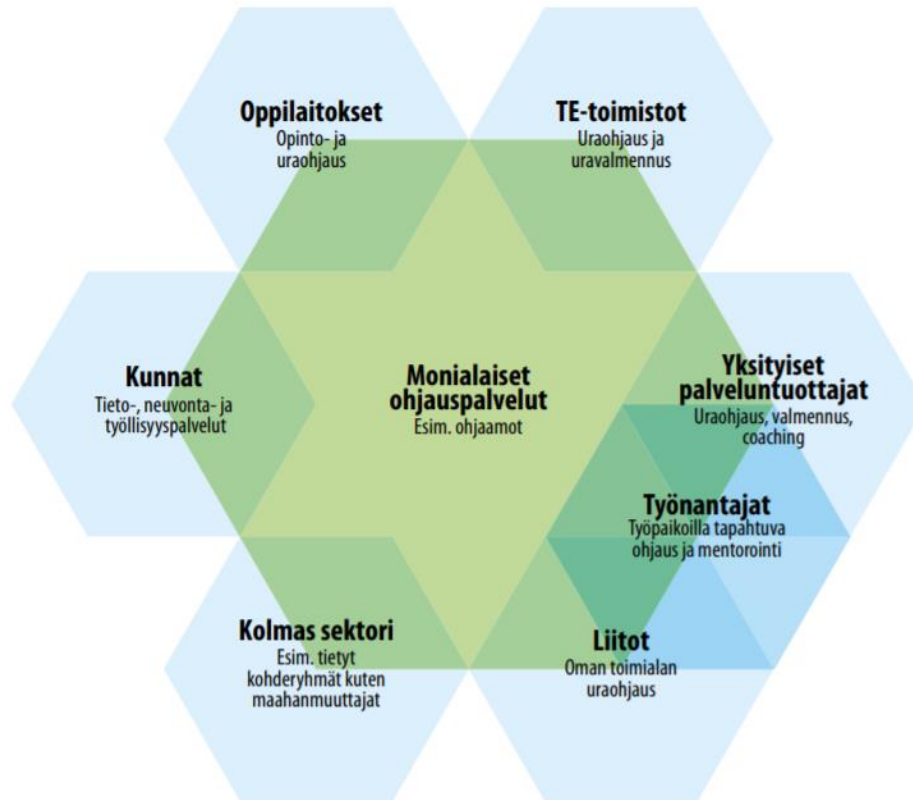 Oppilaitokset
Opinto- ja
uraohjaus
TE-toimistot
Uraohjaus ja
uravalmennus
Kunnat
Tieto-, neuvonta- ja
työllisyyspalvelut
Monialaiset
ohjauspalvelut
Esim. ohjaamot
Yksityiset
palveluntuottajat
Uraohjaus, valmennus,
coaching
Työnantajat
Työpaikoilla tapahtuva
ohjaus ja mentorointi
Kolmas sektori
Esim. tietyt
kohderyhmät kuten
maahanmuuttajat
Liitot
Oman toimialan
uraohjaus